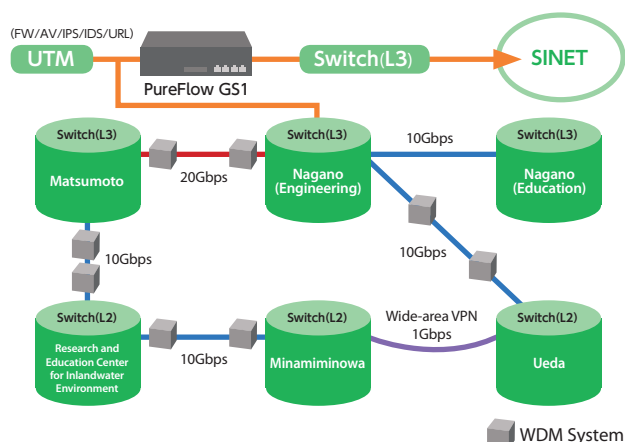 (FW/AV/IPS/IDS/URL)
UTM
PureFlow GS1
Switch(L3)
SINET
Switch(L3)
Matsumoto
20Gbps
Switch(L3)
Nagano
(Engineering)
10Gbps
Switch(L3)
Nagano
(Education)
10Gbps
10Gbps
Switch(L2)
Research and
Education Center
for Inlandwater
Environment
10Gbps
Switch(L2)
Minamiminowa
Wide-area VPN
1Gbps
Switch(L2)
Ueda
WDM System